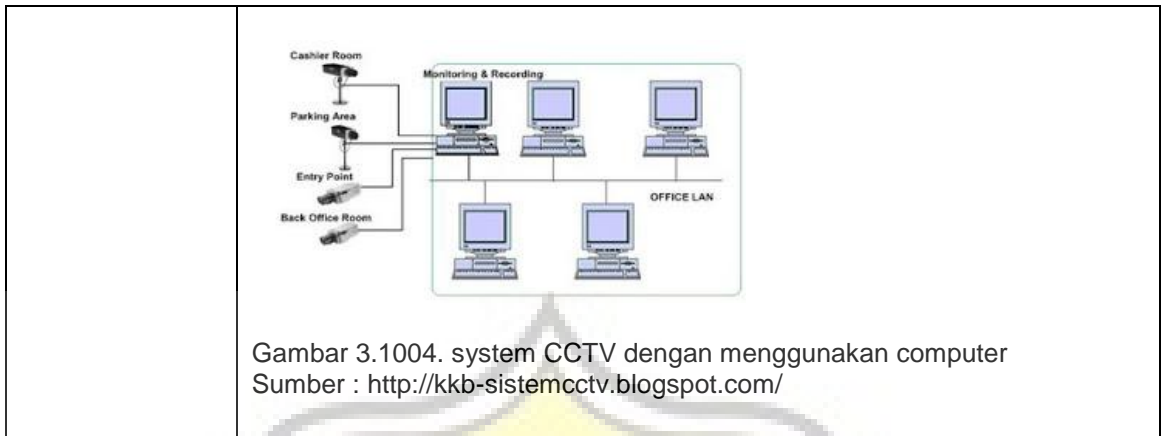 Cashier Room
Monitoring & Recording
Parking Area
Entry Point
OFFICE LAN
Back Office Room
Gambar 3.1004. system CCTV dengan menggunakan computer
Sumber : http://kkb-sistemcctv.blogspot.com/